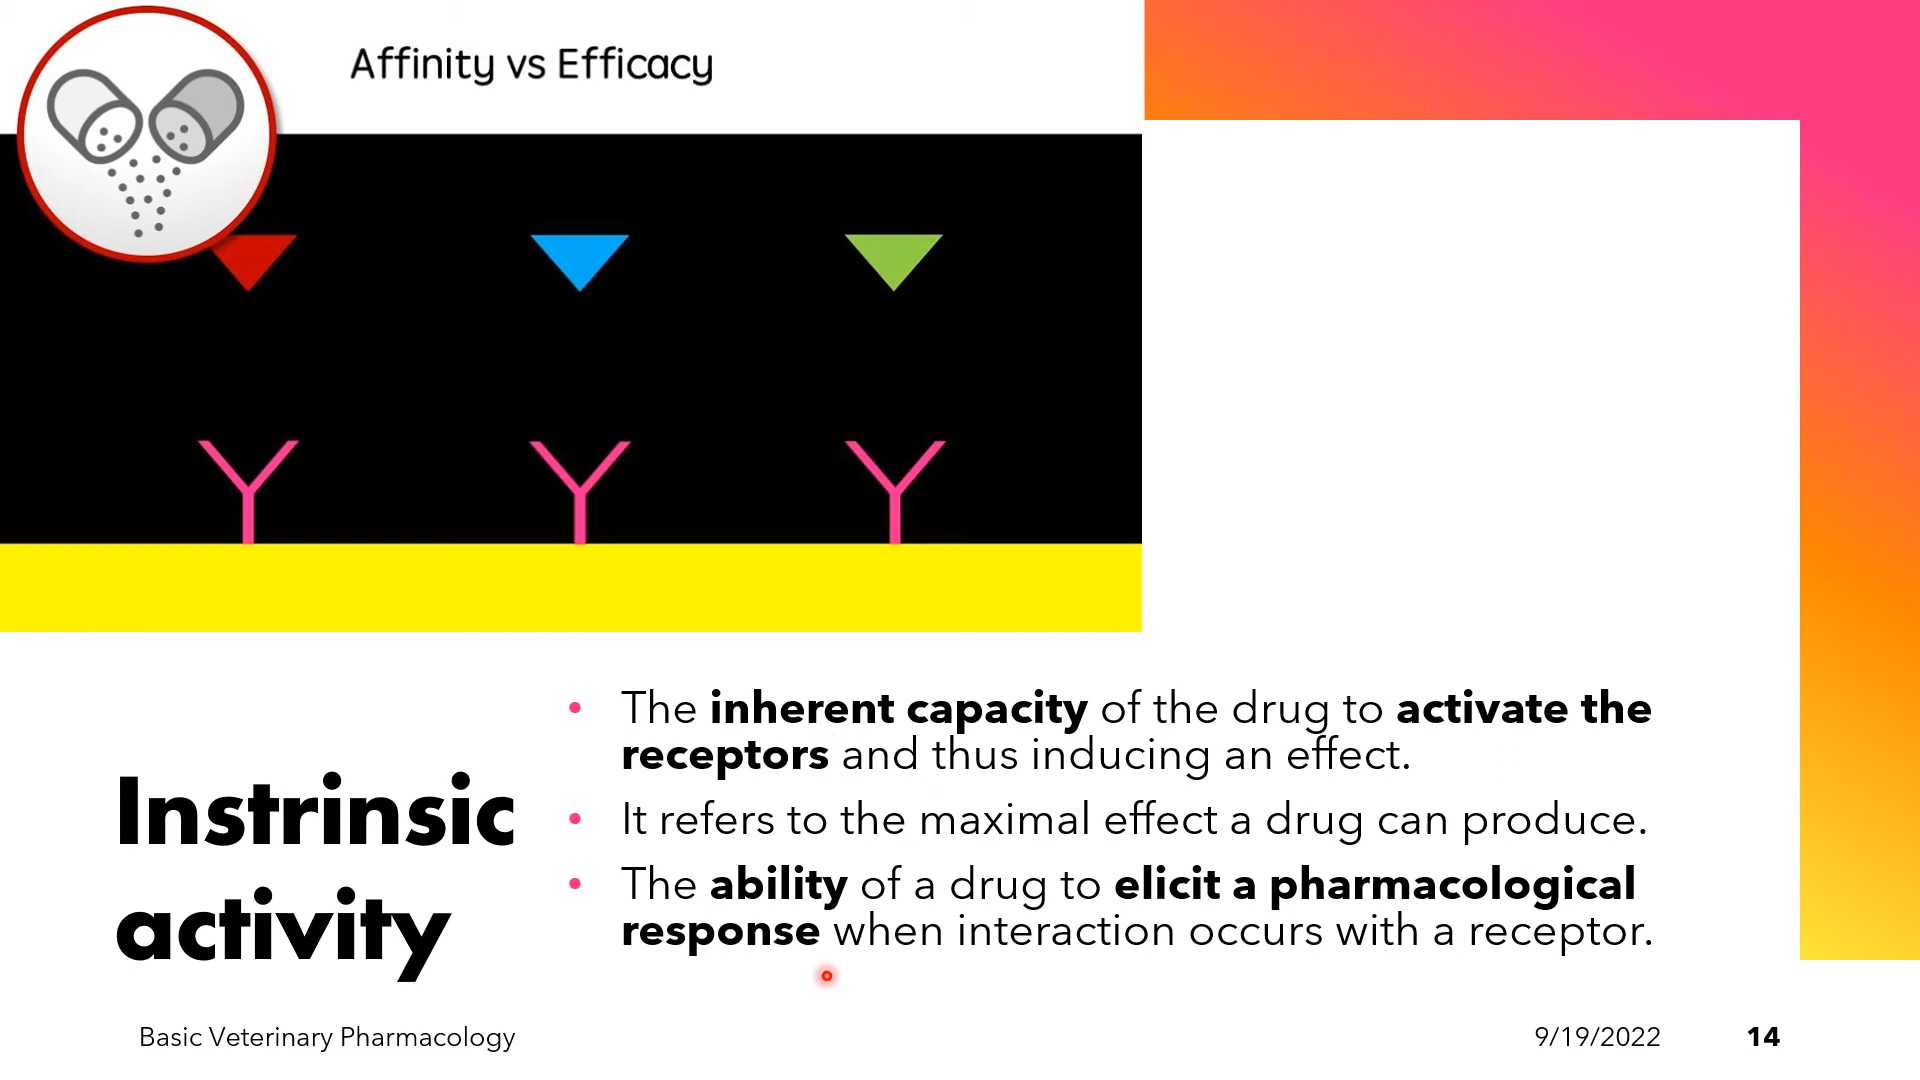 Affinity vs Efficacy
Instrinsic
activity
• The inherent capacity of the drug to activate the
receptors and thus inducing an effect.
• It refers to the maximal effect a drug can produce.
• The ability of a drug to elicit a pharmacological
response when interaction occurs with a receptor.
Basic Veterinary Pharmacology
9/19/2022
14